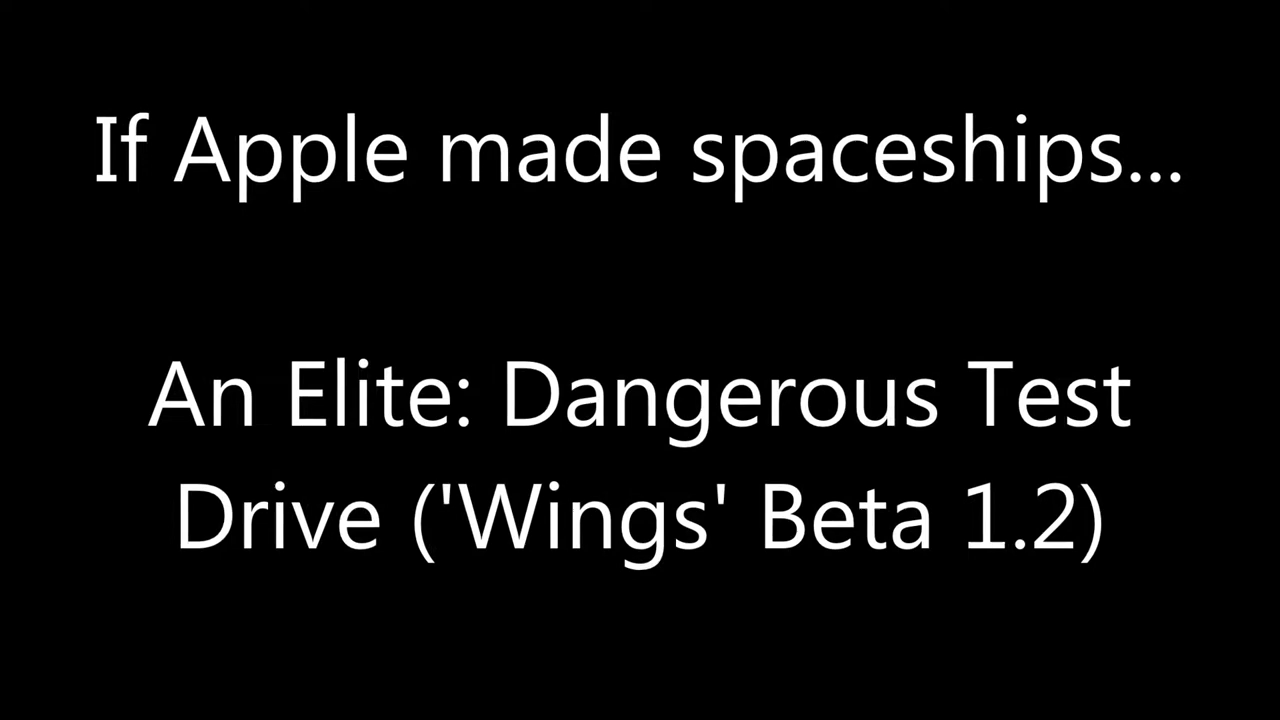 If Apple made spaceships...
An Elite: Dangerous Test
Drive ('Wings' Beta 1.2)